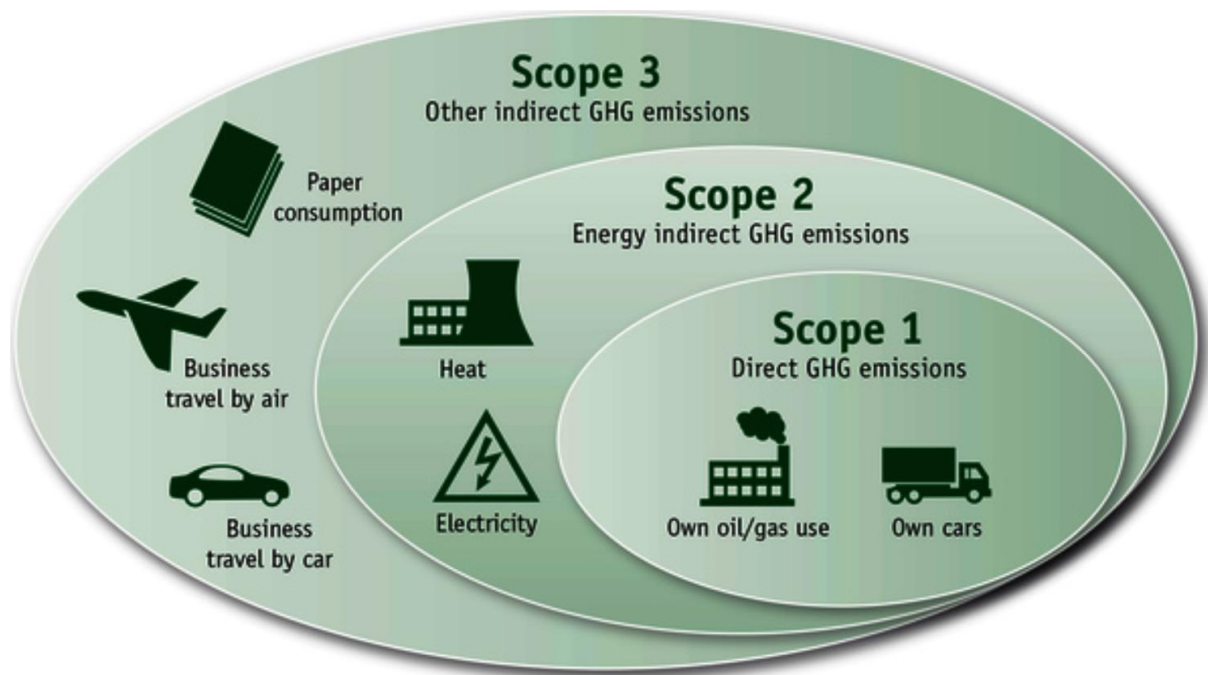 Scope 3
Other indirect GHG emissions
Paper
consumption
Business
travel by air
Business
travel by car
Scope 2
Energy indirect GHG emissions
Heat
Electricity
Scope 1
Direct GHG emissions
Own oil/gas use
Own cars